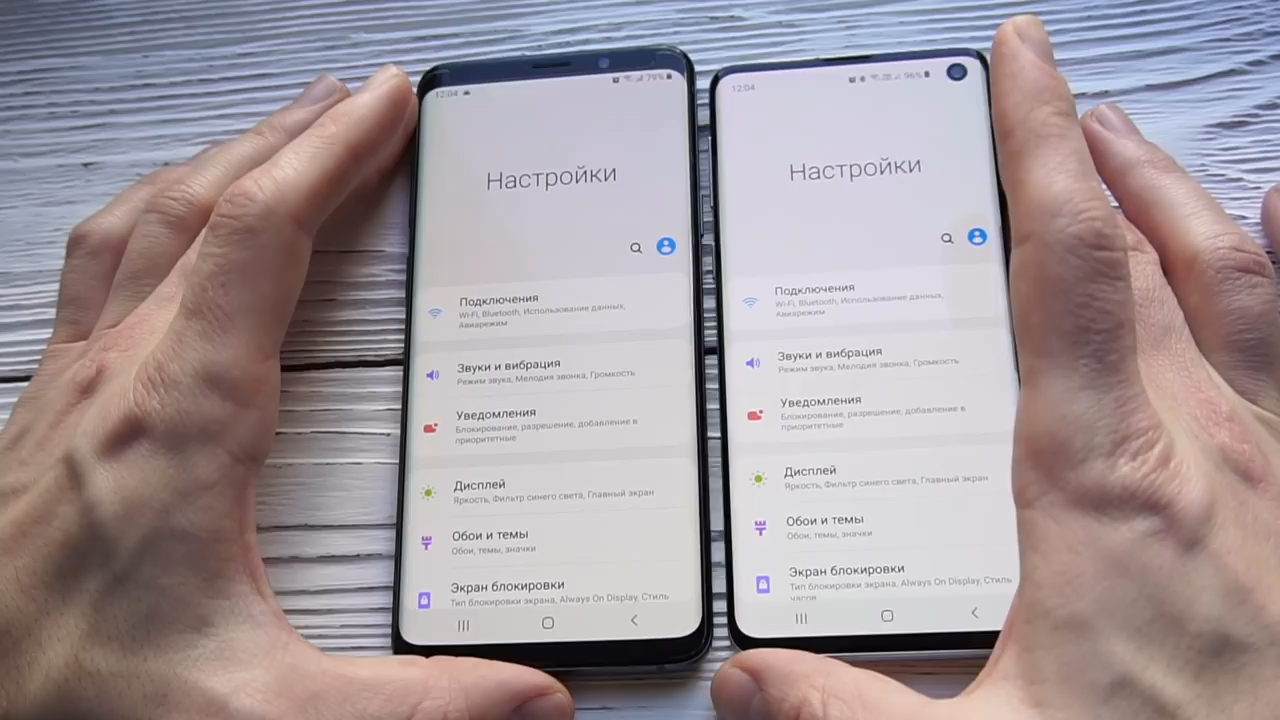 12:04
79%
Настройки
Подключения
Wi-Fi, Bluetooth, Использование данных,
Авиарежим
Звуки и вибрация
Режим звука, Мелодия звонка, Громкость
Уведомления
Блокирование, разрешение, добавление в
приоритетные
Дисплей
Яркость, Фильтр синего света, Главный экран
Обои и темы
Обои, темы, значки
Экран блокировки
Тип блокировки экрана, Always On Display, Стиль
12:04
96%
Настройки
Подключения
Wi-Fi, Bluetooth, Использование данных,
Авиарежим
Звуки и вибрация
Режим звука, Мелодия звонка, Громкость
Уведомления
Блокирование, разрешение, добавление в
приоритетные
Дисплей
Яркость, Фильтр синего света, Главный экран
Обои и темы
Обои, темы, значки
Экран блокировки
Тип блокировки экрана, Always On Display, Стиль
часов